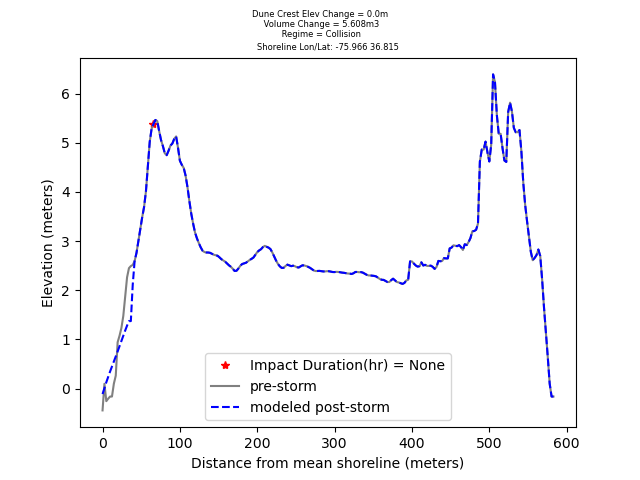 Dune Crest Elev Change = 0.0m
Volume Change = 5.608m3
Regime = Collision
Shoreline Lon/Lat: -75.966 36.815
6
5
4
3
2
1
0
Elevation (meters)
Impact Duration(hr) = None
pre-storm
modeled post-storm
0 100 200 300 400 500 600
Distance from mean shoreline (meters)